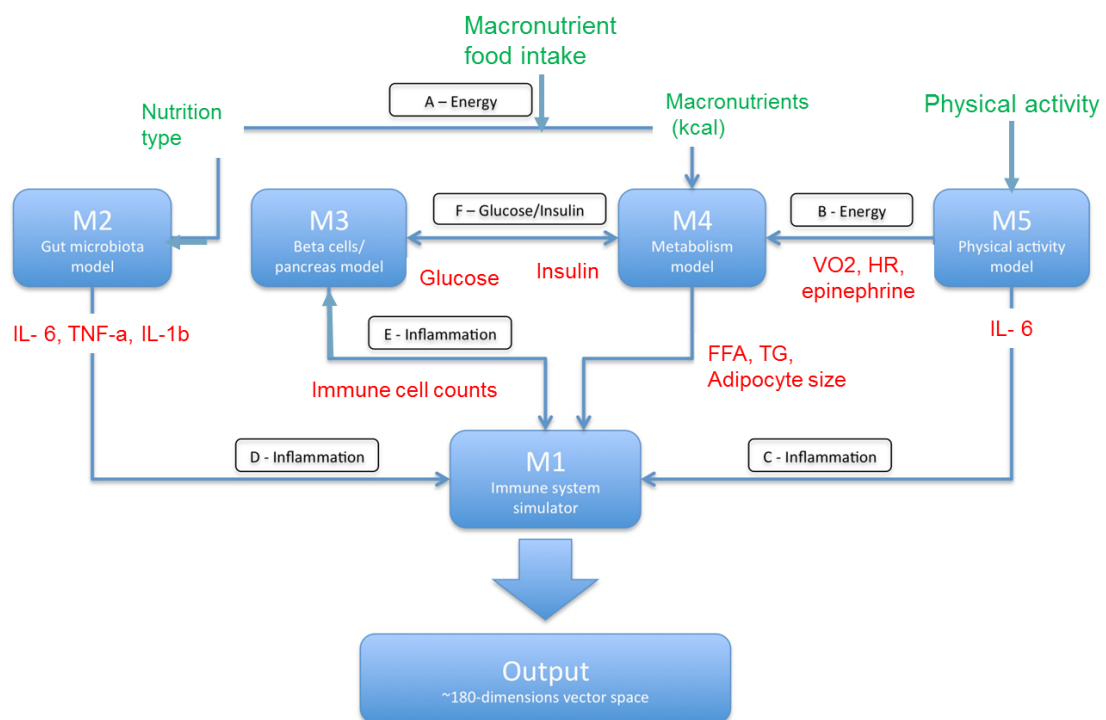 Macronutrient
food intake
A – Energy
Nutrition
type
Macronutrients
(kcal)
Physical activity
M2
Gut microbiota
model
M3
Beta cells/
pancreas model
F – Glucose/Insulin
M4
Metabolism
model
B - Energy
M5
Physical activity
model
Glucose
Insulin
VO2, HR,
epinephrine
IL- 6, TNF-a, IL-1b
E - Inflammation
IL- 6
FFA, TG,
Adipocyte size
Immune cell counts
D - Inflammation
M1
Immune system
simulator
C - Inflammation
Output
~180-dimensions vector space